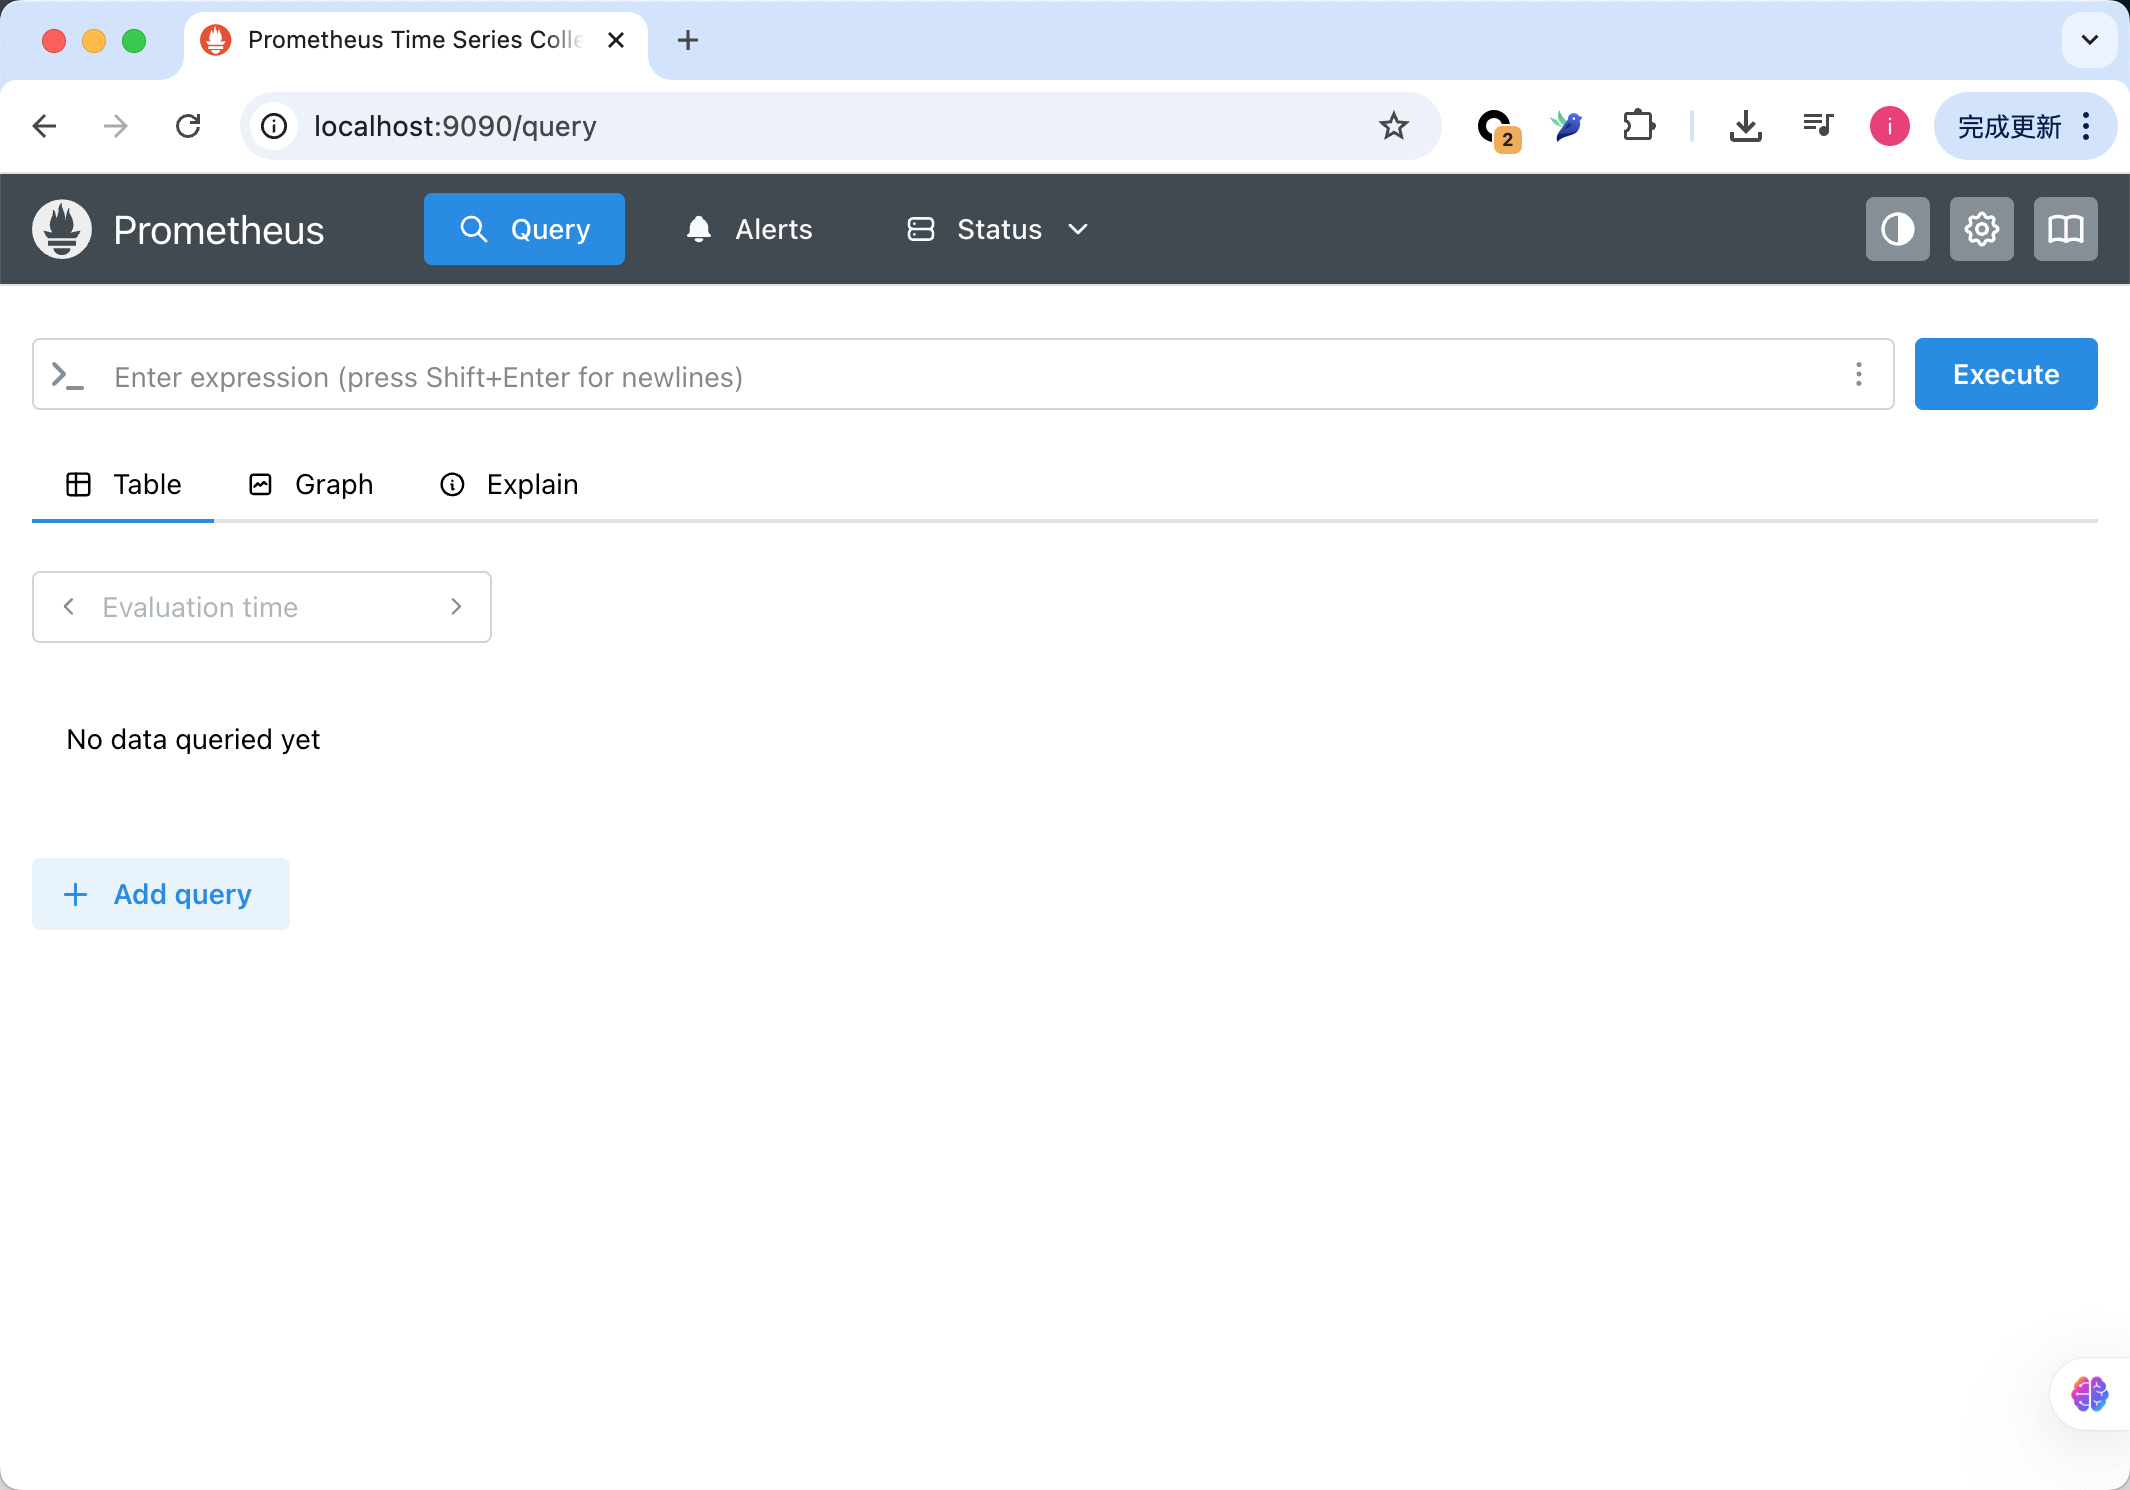 Prometheus Time Series Colle
localhost:9090/query
2
i
完成更新
Prometheus
Query
Alerts
Status
Enter expression (press Shift+Enter for newlines)
Execute
Table
Graph
Explain
Evaluation time
No data queried yet
Add query